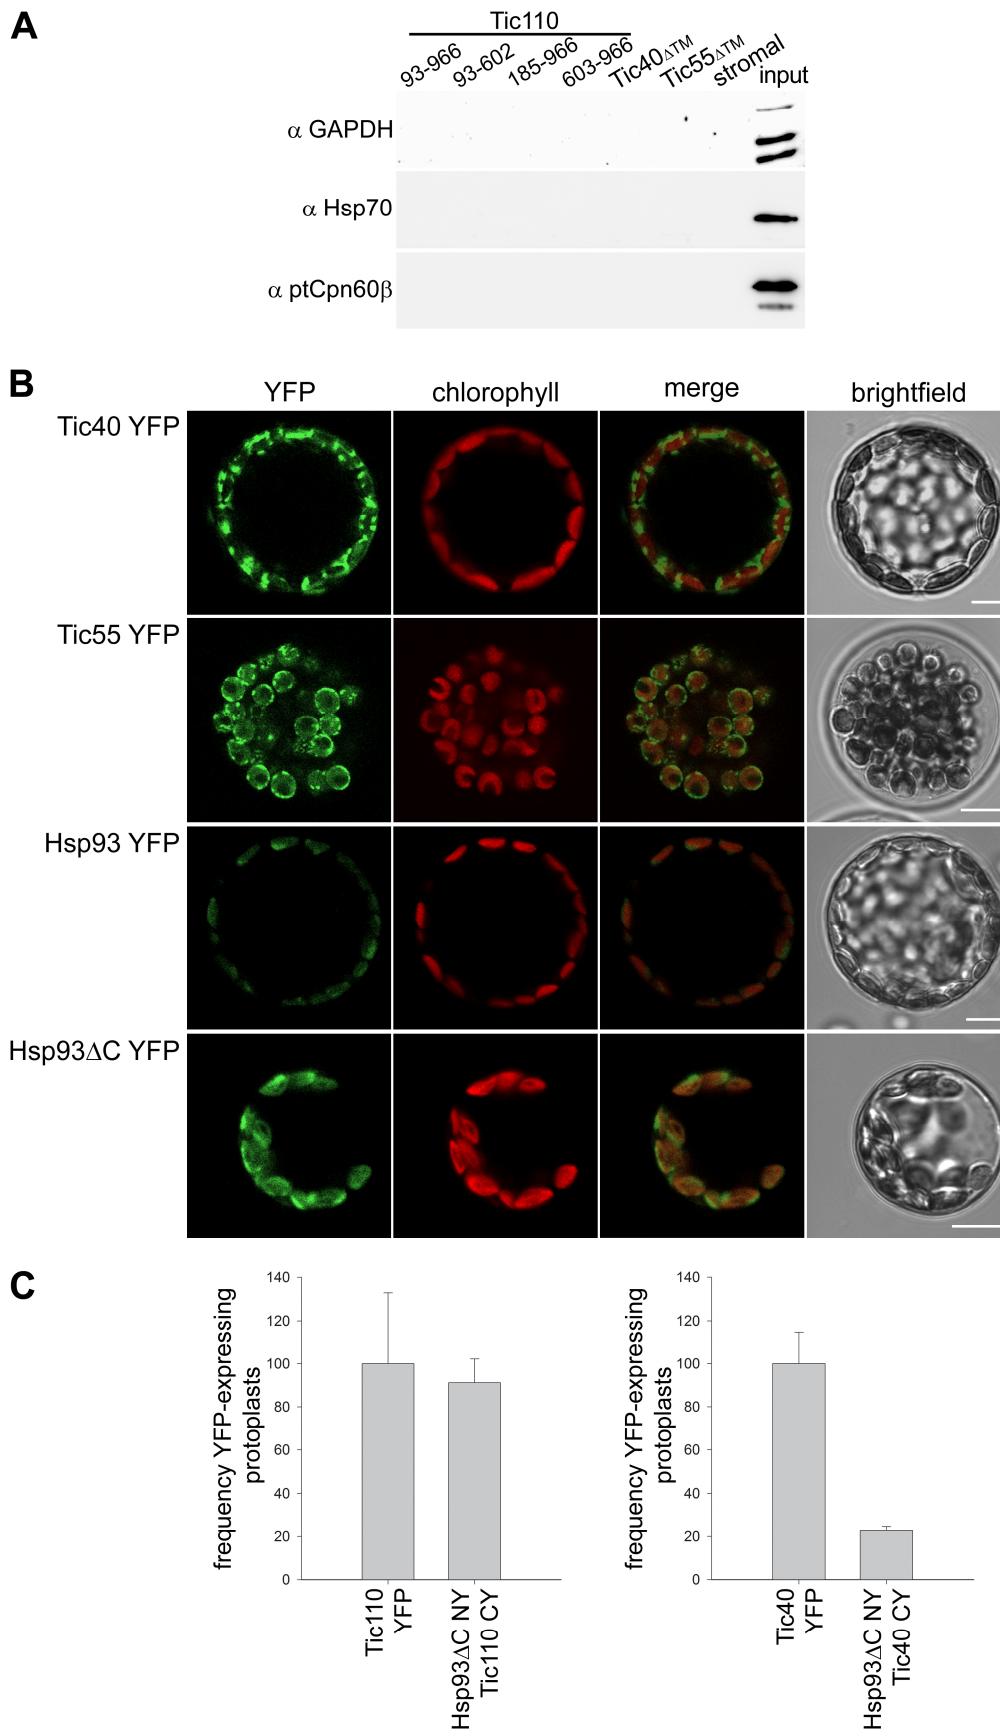 A
Tic110
93-966 93-602 185-966 603-966 Tic40ΔTM Tic55ΔTM stromal input
α GAPDH
α Hsp70
α ptCpn60β
B
YFP chlorophyll merge brightfield
Tic40 YFP
Tic55 YFP
Hsp93 YFP
Hsp93ΔC YFP
C
frequency YFP-expressing
protoplasts
140
120
100
80
60
40
20
0
Tic110
YFP
Hsp93ΔC NY
Tic110 CY
frequency YFP-expressing
protoplasts
140
120
100
80
60
40
20
0
Tic40
YFP
Hsp93ΔC NY
Tic40 CY